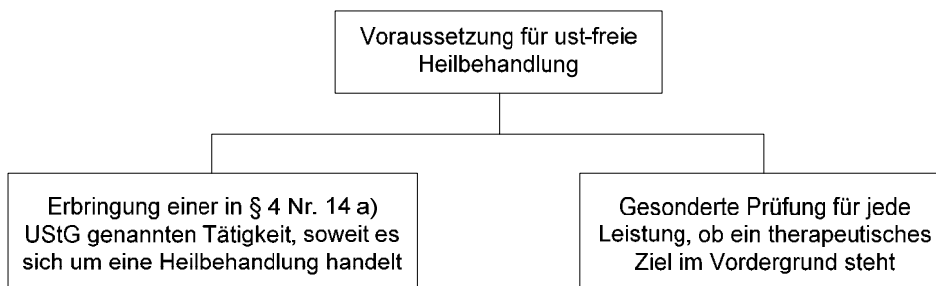 Voraussetzung für ust-freie
Heilbehandlung
Erbringung einer in § 4 Nr. 14 a)
UStG genannten Tätigkeit, soweit es
sich um eine Heilbehandlung handelt
Gesonderte Prüfung für jede
Leistung, ob ein therapeutisches
Ziel im Vordergrund steht